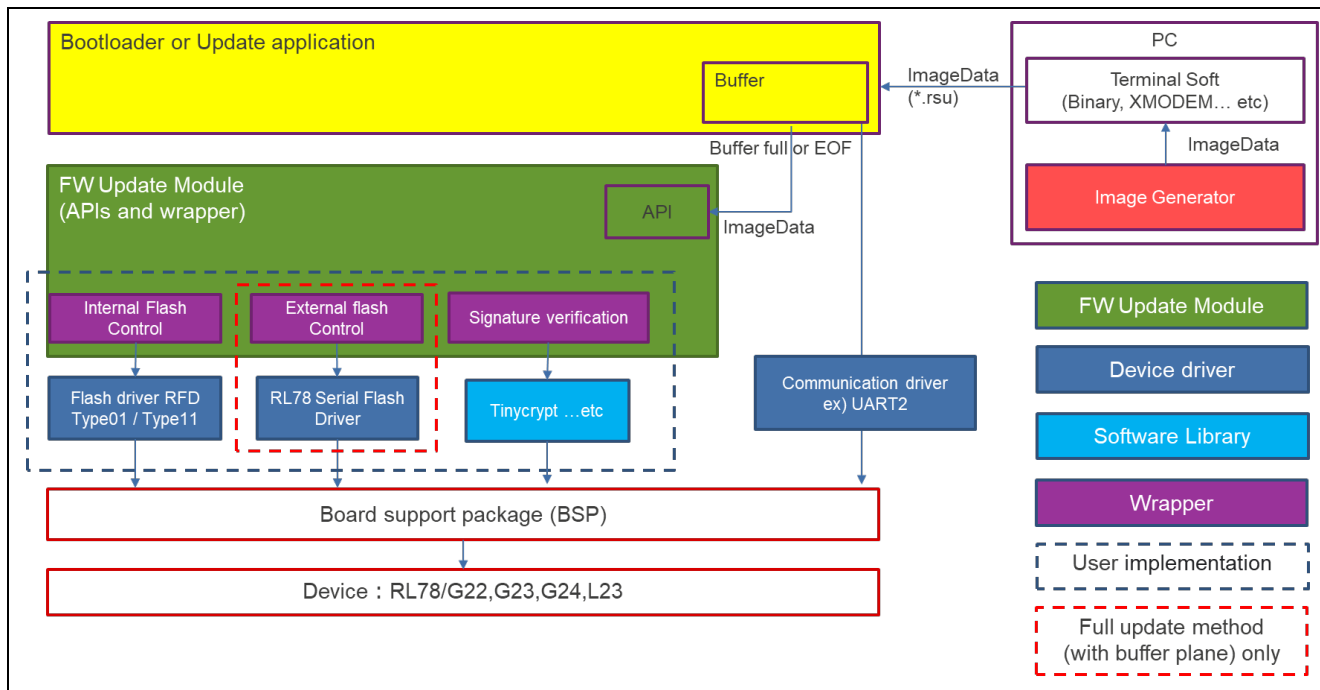 Bootloader or Update application
Buffer
ImageData
(*.rsu)
PC
Terminal Soft
(Binary, XMODEM… etc)
ImageData
Image Generator
Buffer full or EOF
FW Update Module
(APIs and wrapper)
API
ImageData
Internal Flash
Control
External flash
Control
Signature verification
Flash driver RFD
Type01 / Type11
RL78 Serial Flash
Driver
Tinycrypt …etc
Communication driver
ex) UART2
Board support package (BSP)
Device：RL78/G22,G23,G24,L23
FW Update Module
Device driver
Software Library
Wrapper
User implementation
Full update method
(with buffer plane) only